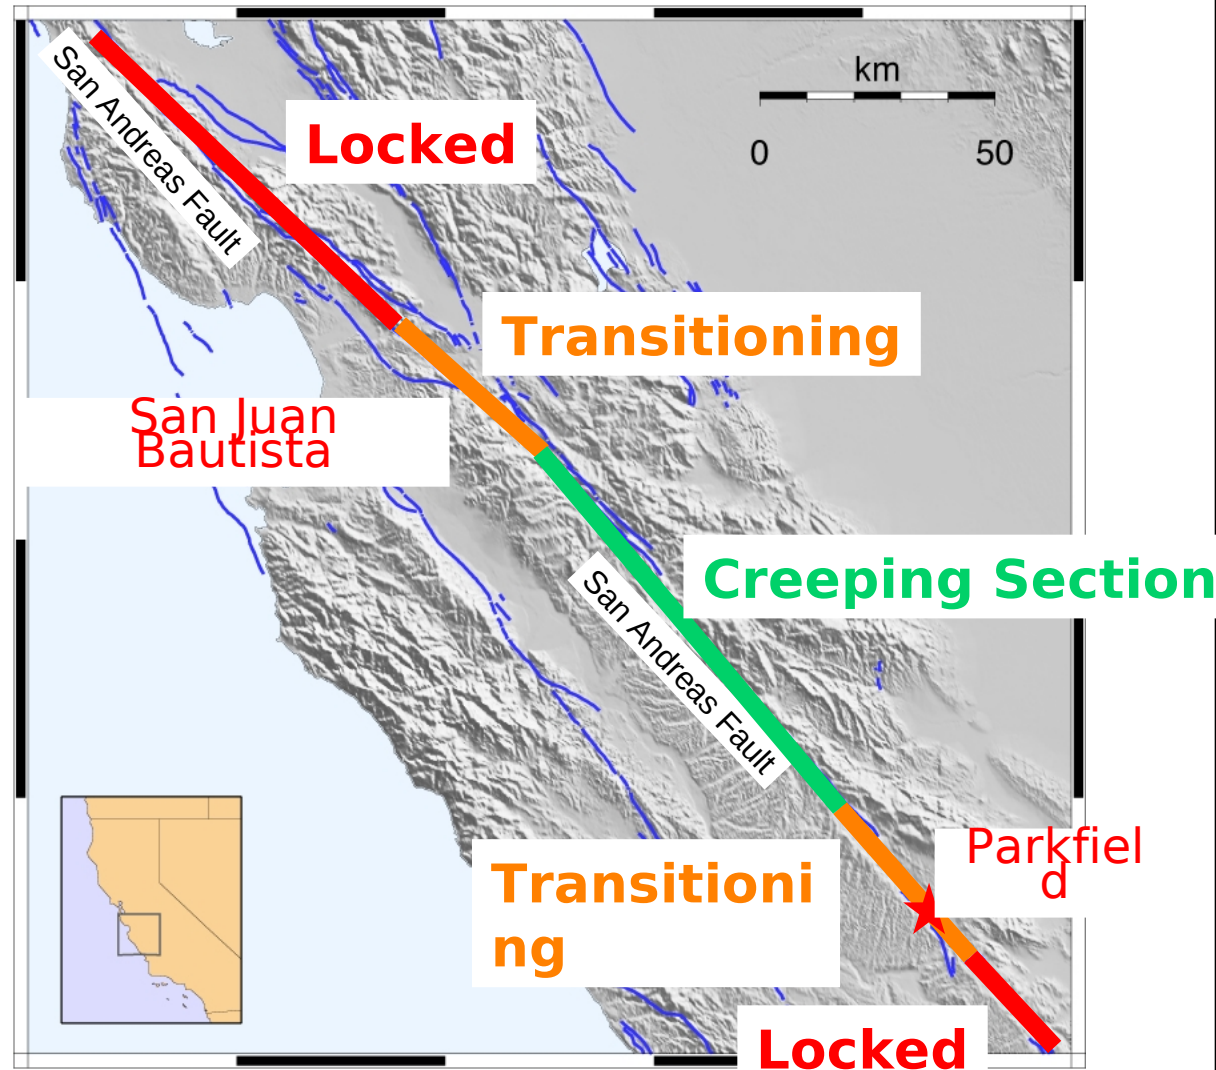 San Andreas Fault
km
0 50
Locked
Transitioning
San Juan
Bautista
Creeping Section
San Andreas Fault
Parkfiel
d
Transitioni
ng
Locked